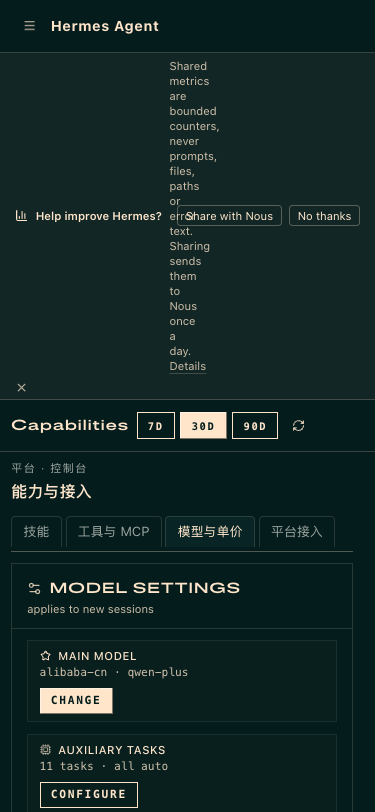 Hermes Agent
Shared
metrics
are
bounded
counters,
never
prompts,
files,
paths
or
Help improve Hermes?
error
Share with Nous
No thanks
text.
Sharing
sends
them
to
Nous
once
a
day.
Details
Capabilities
7D
30D
90D
平台 · 控制台
能力与接入
技能
工具与 MCP
模型与单价
平台接入
MODEL SETTINGS
applies to new sessions
MAIN MODEL
alibaba-cn · qwen-plus
CHANGE
AUXILIARY TASKS
11 tasks · all auto
CONFIGURE